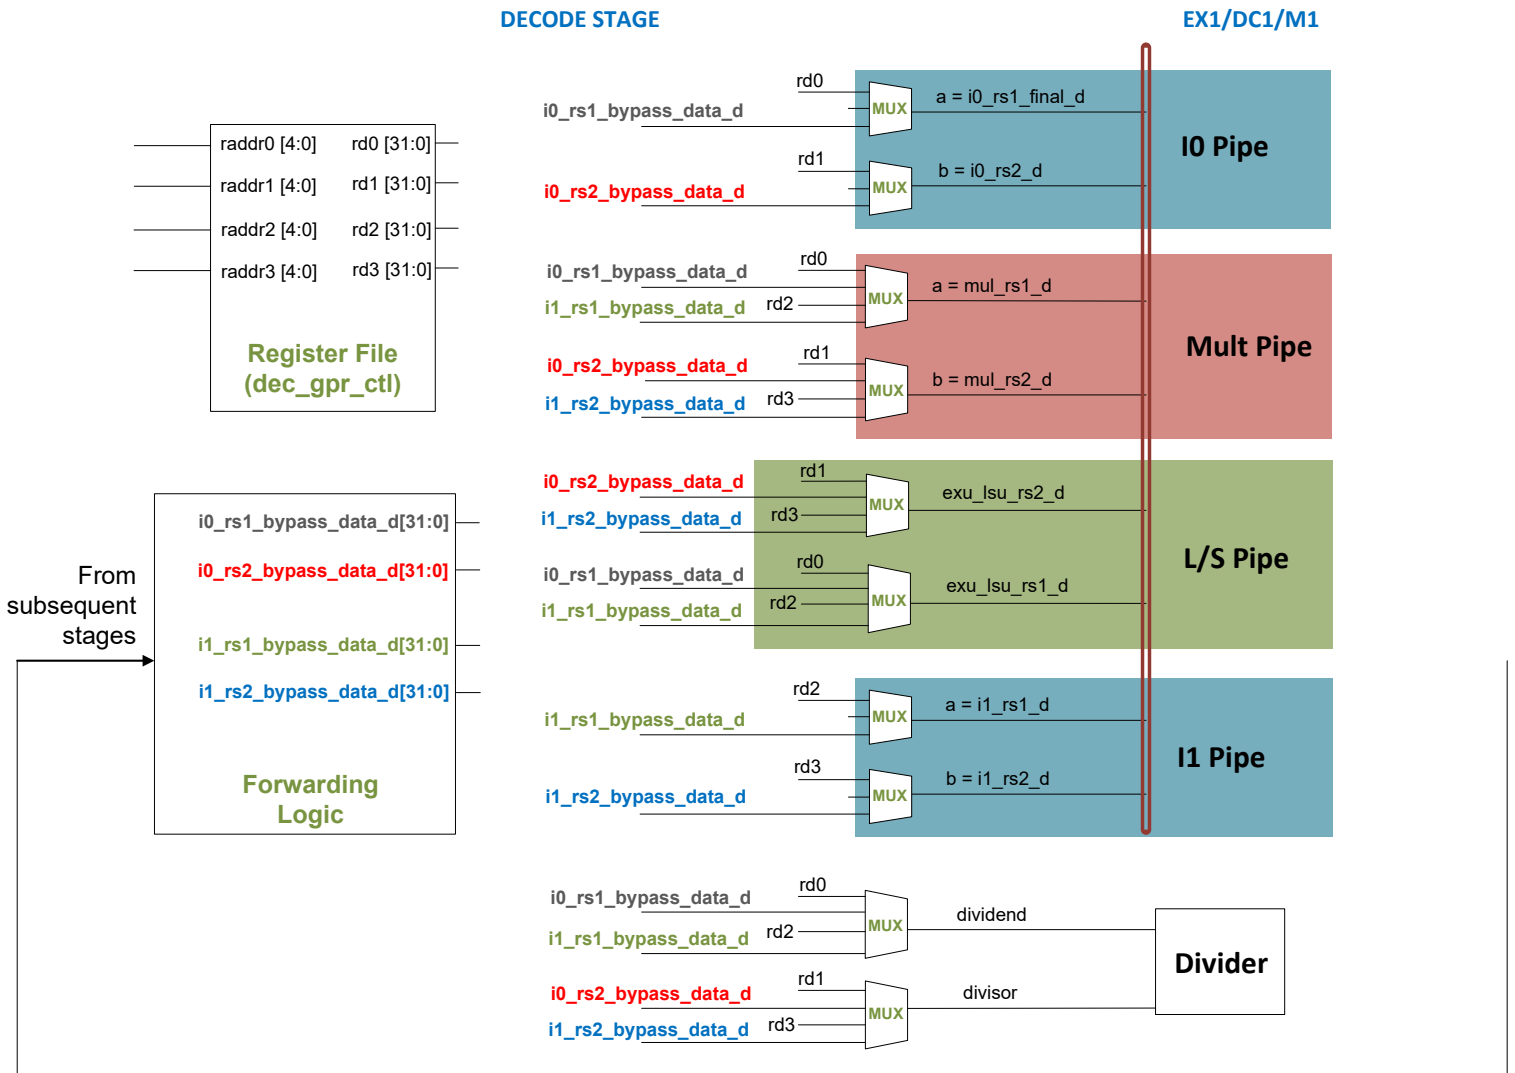 DECODE STAGE
EX1/DC1/M1
raddr0 [4:0] rd0 [31:0]
raddr1 [4:0] rd1 [31:0]
raddr2 [4:0] rd2 [31:0]
raddr3 [4:0] rd3 [31:0]
Register File
(dec_gpr_ctl)
From
subsequent
stages
i0_rs1_bypass_data_d[31:0]
i0_rs2_bypass_data_d[31:0]
i1_rs1_bypass_data_d[31:0]
i1_rs2_bypass_data_d[31:0]
Forwarding
Logic
rd0
i0_rs1_bypass_data_d
MUX
a = i0_rs1_final_d
rd1
i0_rs2_bypass_data_d
MUX
b = i0_rs2_d
I0 Pipe
rd0
i0_rs1_bypass_data_d
i1_rs1_bypass_data_d
rd2
MUX
a = mul_rs1_d
rd1
i0_rs2_bypass_data_d
i1_rs2_bypass_data_d
rd3
MUX
b = mul_rs2_d
Mult Pipe
rd1
i0_rs2_bypass_data_d
i1_rs2_bypass_data_d
rd3
MUX
exu_lsu_rs2_d
rd0
i0_rs1_bypass_data_d
i1_rs1_bypass_data_d
rd2
MUX
exu_lsu_rs1_d
L/S Pipe
rd2
i1_rs1_bypass_data_d
MUX
a = i1_rs1_d
rd3
i1_rs2_bypass_data_d
MUX
b = i1_rs2_d
I1 Pipe
rd0
i0_rs1_bypass_data_d
i1_rs1_bypass_data_d
rd2
MUX
dividend
rd1
i0_rs2_bypass_data_d
i1_rs2_bypass_data_d
rd3
MUX
divisor
Divider